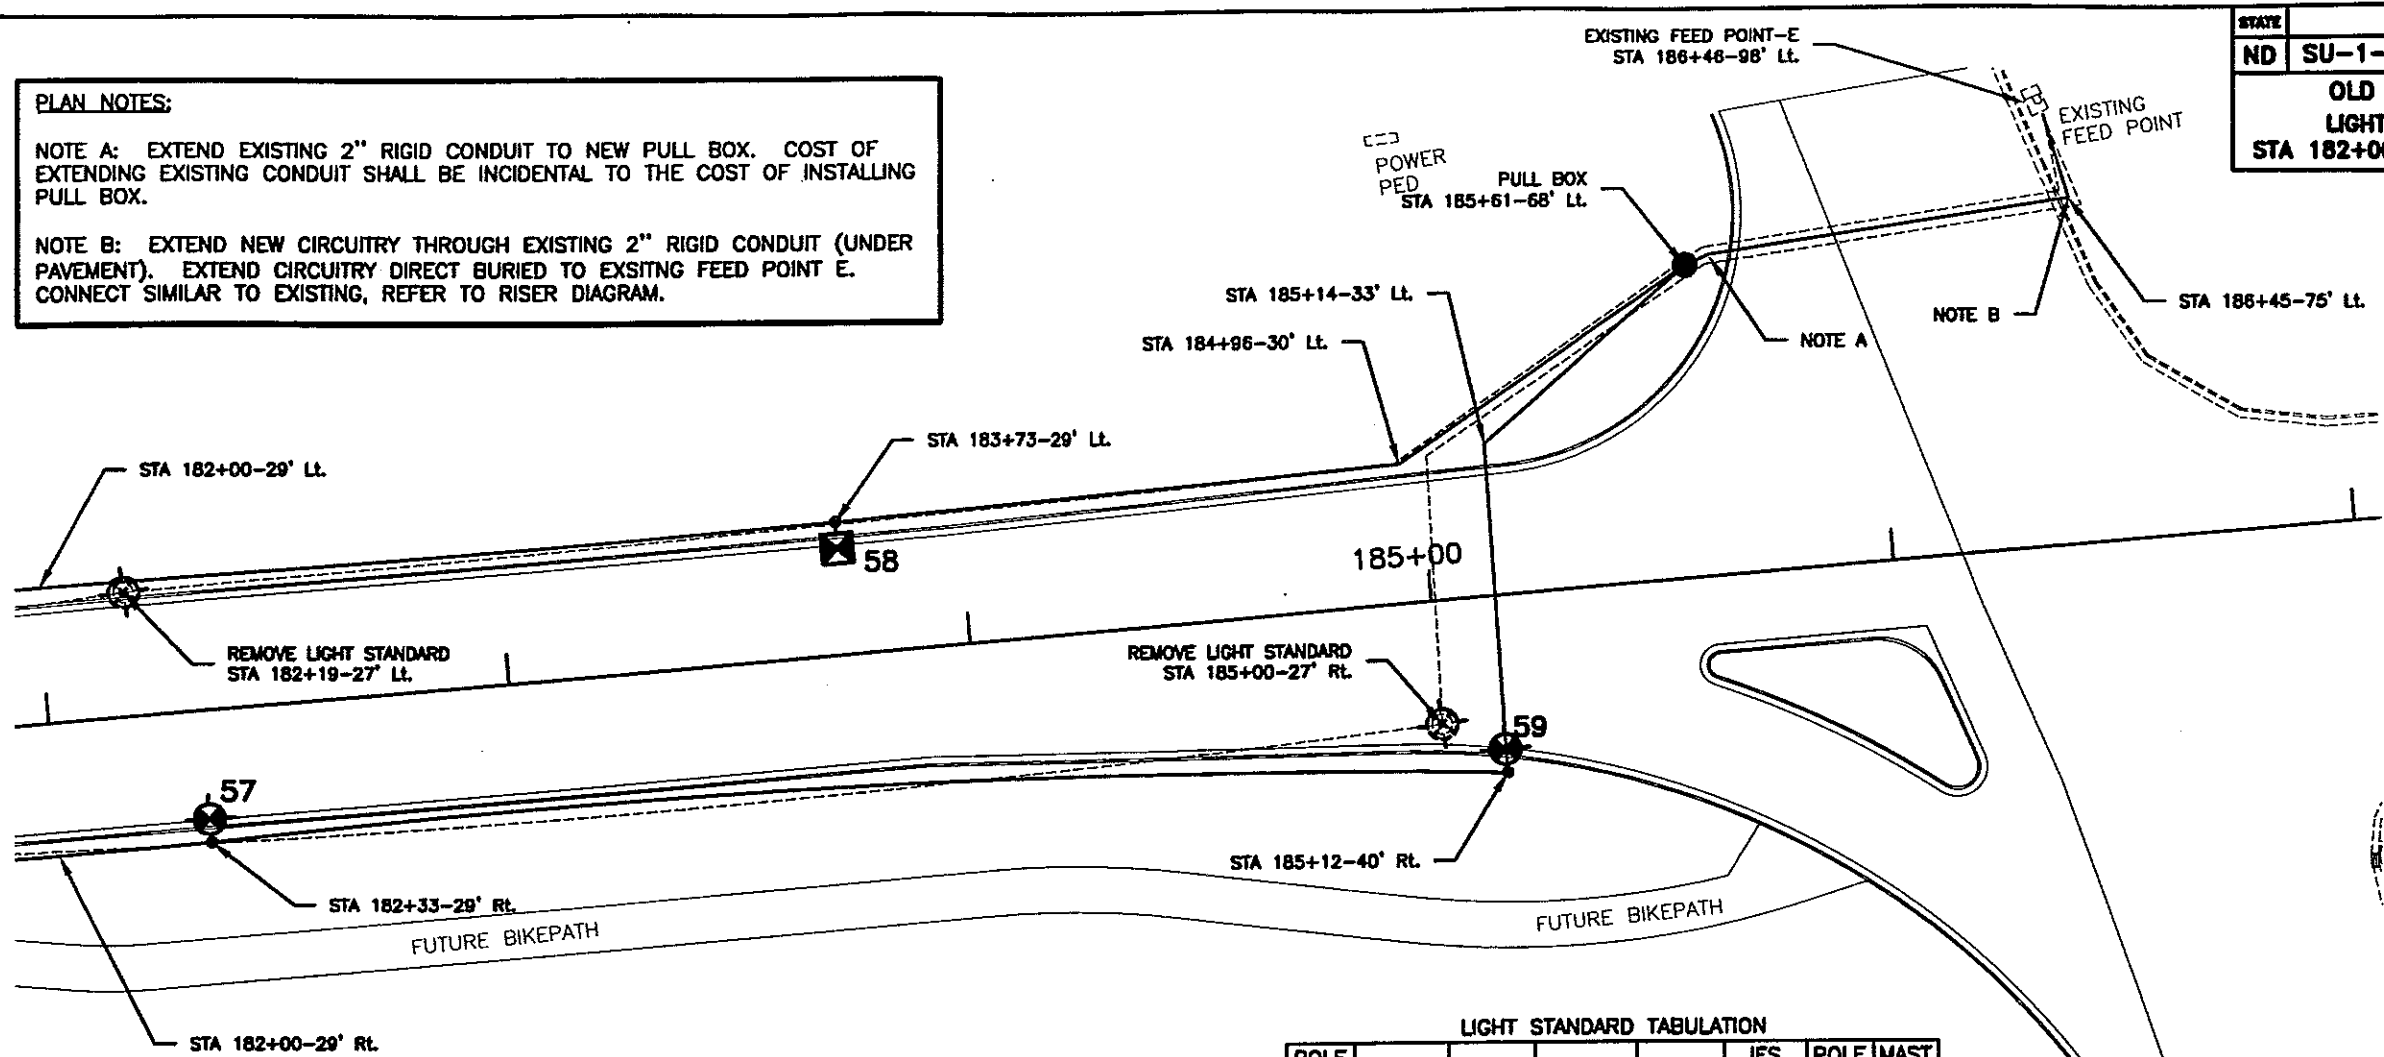 PLAN NOTES:
NOTE A: EXTEND EXISTING 2" RIGID CONDUIT TO NEW PULL BOX. COST OF
EXTENDING EXISTING CONDUIT SHALL BE INCIDENTAL TO THE COST OF INSTALLING
PULL BOX.
NOTE B: EXTEND NEW CIRCUITRY THROUGH EXISTING 2" RIGID CONDUIT (UNDER
PAVEMENT). EXTEND CIRCUITRY DIRECT BURIED TO EXSITNG FEED POINT E.
CONNECT SIMILAR TO EXISTING, REFER TO RISER DIAGRAM.
EXISTING FEED POINT-E
STA 186+46-98' Lt.
STATE
ND SU-1-
OLD
LIGHT
STA 182+00
EXISTING
FEED POINT
POWER
PED
PULL BOX
STA 185+61-68' Lt.
STA 185+14-33' Lt.
STA 184+96-30' Lt.
NOTE A
NOTE B
STA 186+45-75' Lt.
STA 183+73-29' Lt.
STA 182+00-29' Lt.
58
185+00
REMOVE LIGHT STANDARD
STA 182+19-27' Lt.
REMOVE LIGHT STANDARD
STA 185+00-27' Rt.
59
57
STA 185+12-40' Rt.
STA 182+33-29' Rt.
FUTURE BIKEPATH
FUTURE BIKEPATH
STA 182+00-29' Rt.
LIGHT STANDARD TABULATION
POLE IES POLE MAST